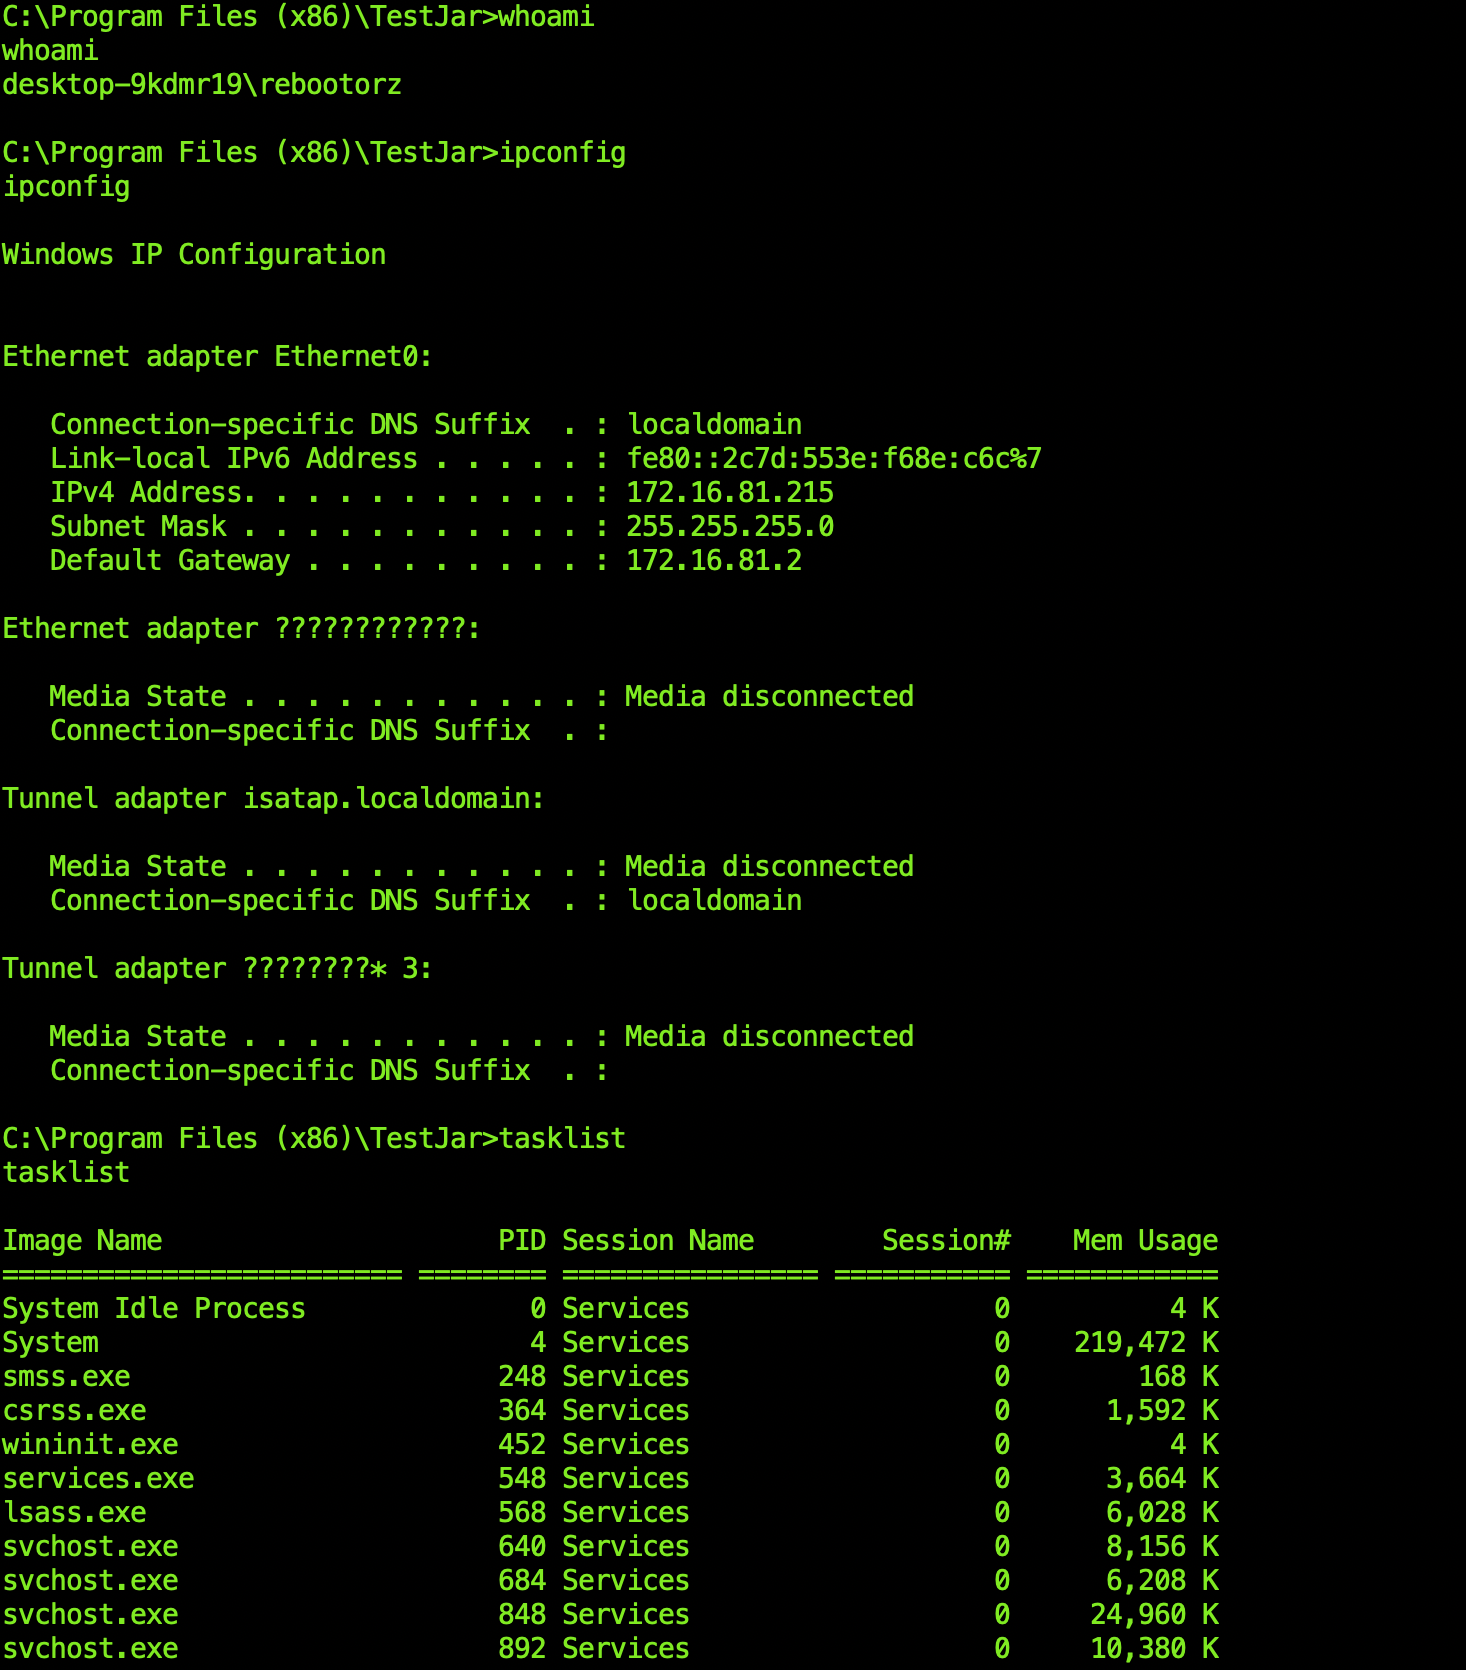 C:\Program Files (x86)\TestJar>whoami
whoami
desktop-9kdmr19\rebootorz
C:\Program Files (x86)\TestJar>ipconfig
ipconfig
Windows IP Configuration
Ethernet adapter Ethernet0:
   Connection-specific DNS Suffix  . : localdomain
   Link-local IPv6 Address . . . . . : fe80::2c7d:553e:f68e:c6c%7
   IPv4 Address. . . . . . . . . . . : 172.16.81.215
   Subnet Mask . . . . . . . . . . . : 255.255.255.0
   Default Gateway . . . . . . . . . : 172.16.81.2
Ethernet adapter ????????????:
   Media State . . . . . . . . . . . : Media disconnected
   Connection-specific DNS Suffix  . :
Tunnel adapter isatap.localdomain:
   Media State . . . . . . . . . . . : Media disconnected
   Connection-specific DNS Suffix  . : localdomain
Tunnel adapter ????????* 3:
   Media State . . . . . . . . . . . : Media disconnected
   Connection-specific DNS Suffix  . :
C:\Program Files (x86)\TestJar>tasklist
tasklist
Image Name                     PID Session Name        Session#    Mem Usage
========================= ======== ================ =========== ============
System Idle Process              0 Services                   0          4 K
System                           4 Services                   0    219,472 K
smss.exe                       248 Services                   0        168 K
csrss.exe                      364 Services                   0      1,592 K
wininit.exe                    452 Services                   0          4 K
services.exe                   548 Services                   0      3,664 K
lsass.exe                      568 Services                   0      6,028 K
svchost.exe                    640 Services                   0      8,156 K
svchost.exe                    684 Services                   0      6,208 K
svchost.exe                    848 Services                   0     24,960 K
svchost.exe                    892 Services                   0     10,380 K